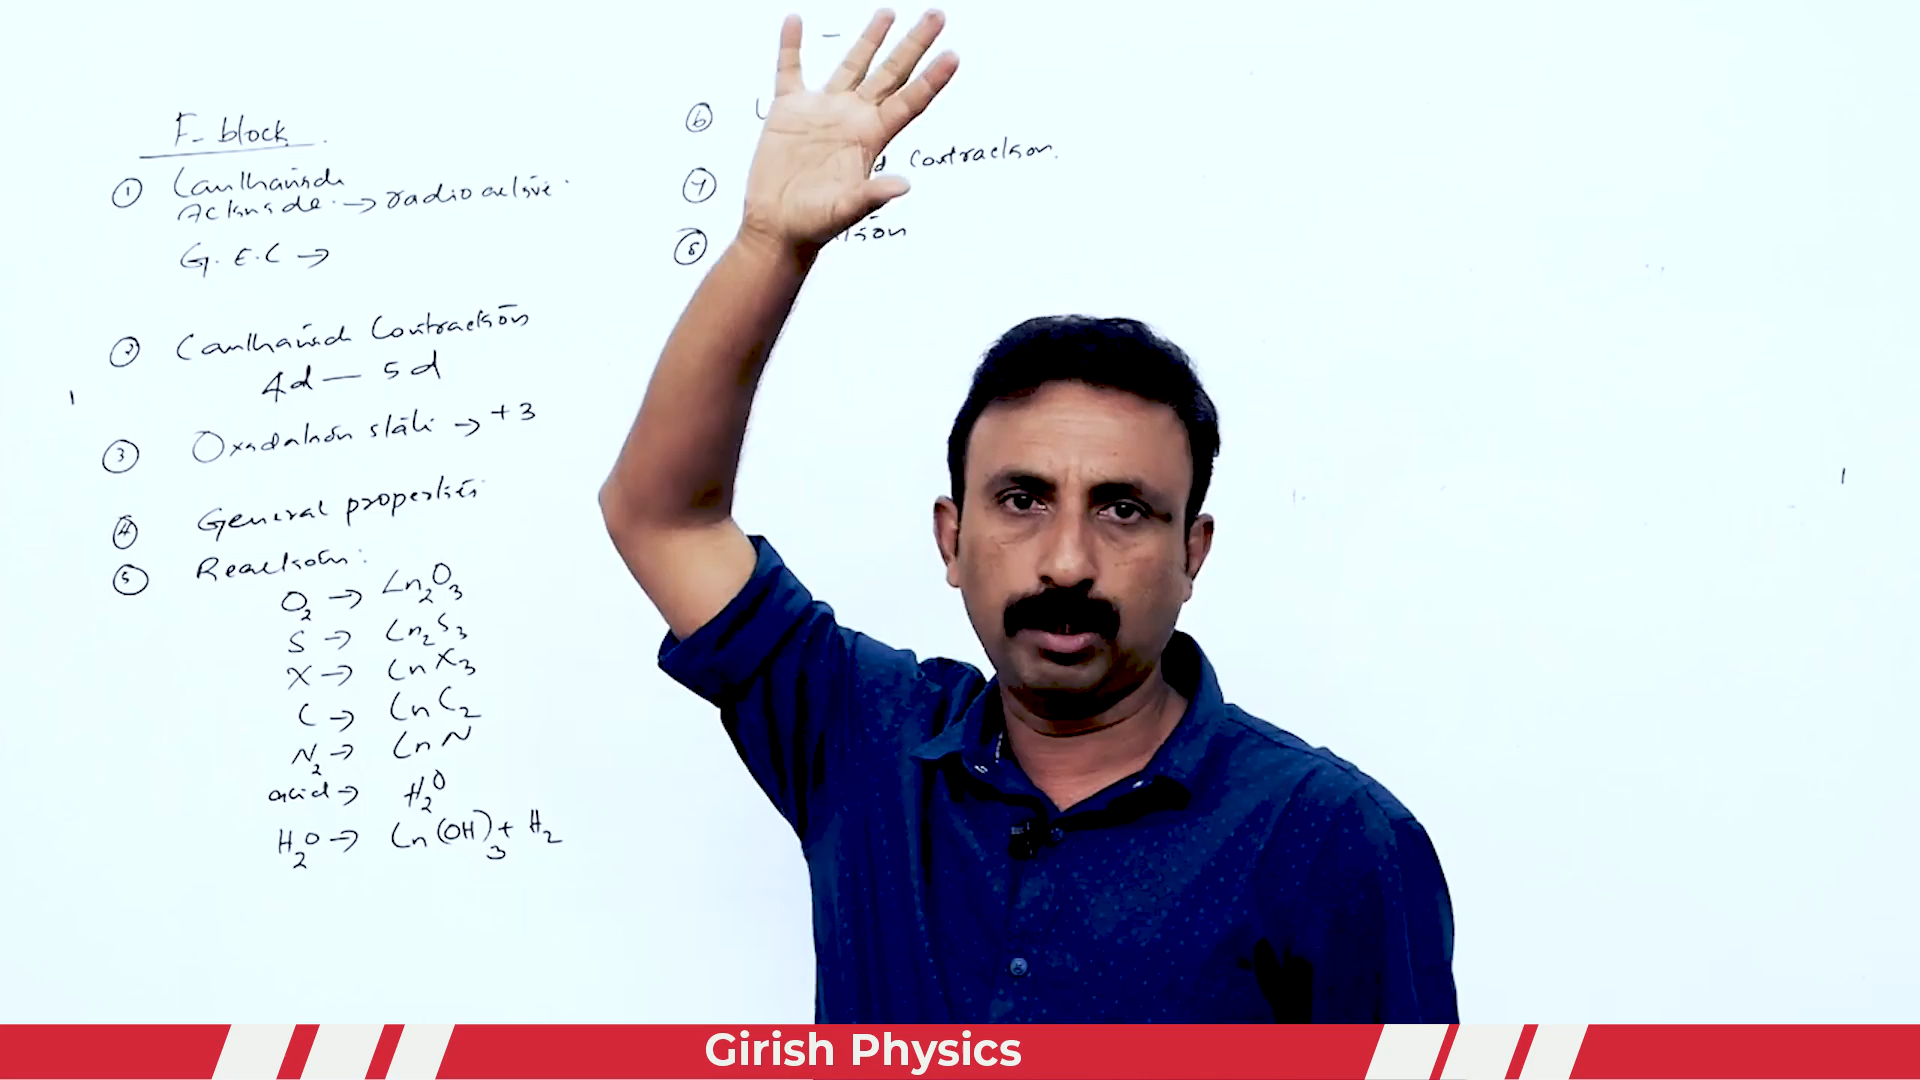 F-block
① Lanthanide
Actinide → radioactive
G.E.C →
② Lanthanide Contraction
4d — 5d
③ Oxidation state → +3
④ General properties
⑤ Reaction:
O2 → Ln2O3
S → Ln2S3
X → LnX3
C → LnC2
N2 → LnN
acid → H2O
H2O → Ln(OH)3 + H2
⑥
⑦ Contraction.
⑧
Girish Physics